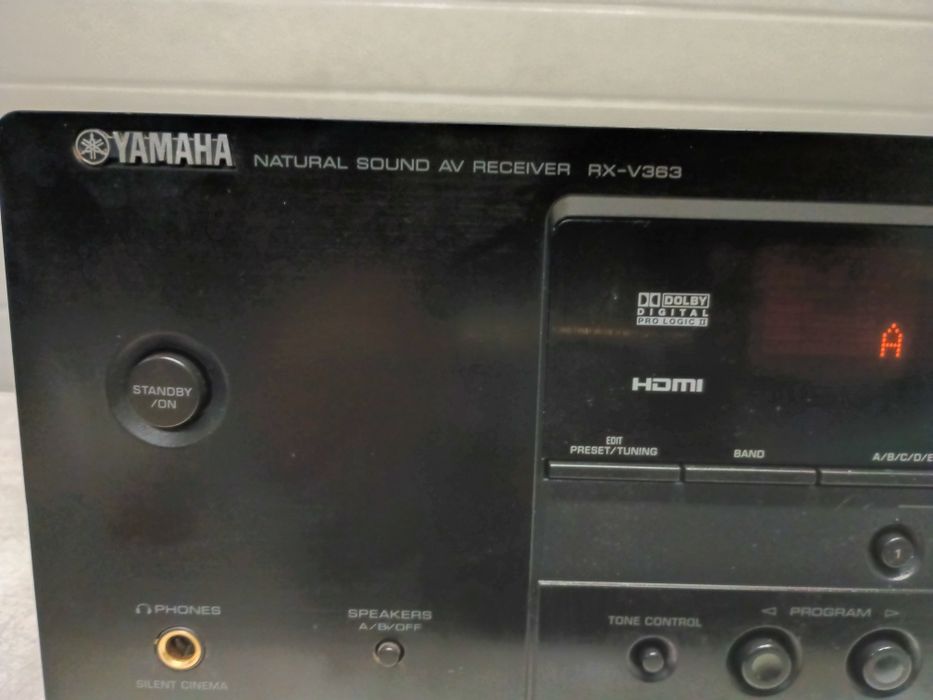 YAMAHA
NATURAL SOUND AV RECEIVER RX-V363
DOLBY
DIGITAL
PRO LOGIC II
A
STANDBY
/ON
HDMI
EDIT
PRESET/TUNING
BAND
A/B/C/D/E
1
PHONES
SPEAKERS
A/B/OFF
TONE CONTROL
PROGRAM
SILENT CINEMA